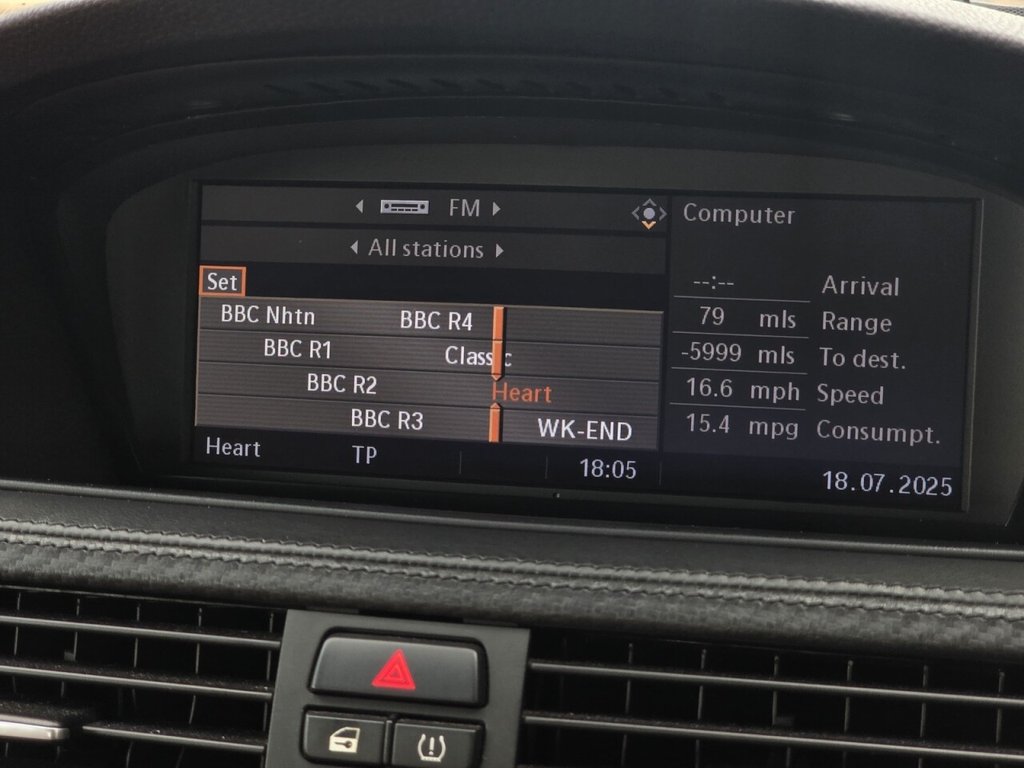 FM
All stations
Set
BBC Nhtn BBC R4
BBC R1 Classic
BBC R2 Heart
BBC R3 WK-END
Heart TP 18:05
Computer
--:-- Arrival
79 mls Range
-5999 mls To dest.
16.6 mph Speed
15.4 mpg Consumpt.
18.07.2025